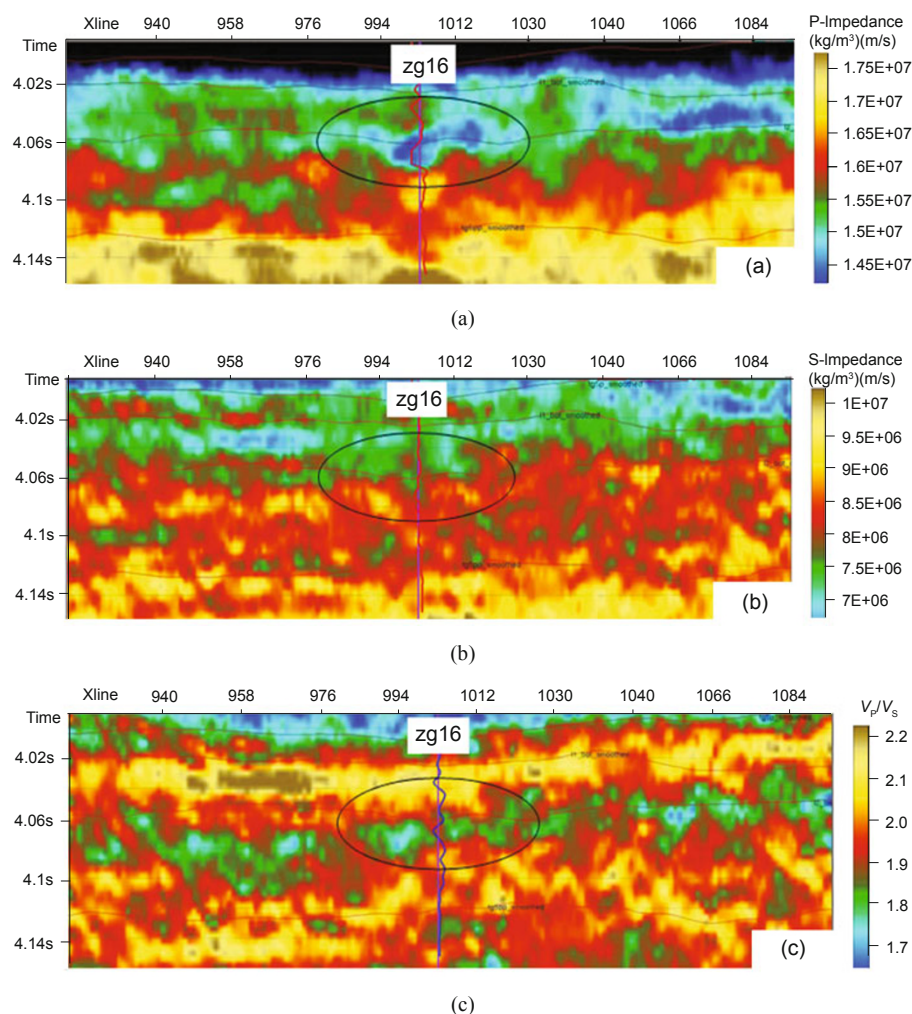 Xline 940 958 976 994 1012 1030 1040 1066 1084
P-Impedance
(kg/m³)(m/s)
Time
zg16
4.02s
4.06s
4.1s
4.14s
1.75E+07
1.7E+07
1.65E+07
1.6E+07
1.55E+07
1.5E+07
1.45E+07
(a)
(a)
Xline 940 958 976 994 1012 1030 1040 1066 1084
S-Impedance
(kg/m³)(m/s)
Time
zg16
4.02s
4.06s
4.1s
4.14s
1E+07
9.5E+06
9E+06
8.5E+06
8E+06
7.5E+06
7E+06
(b)
(b)
Xline 940 958 976 994 1012 1030 1040 1066 1084
Time
VP/VS
zg16
4.02s
4.06s
4.1s
4.14s
2.2
2.1
2.0
1.9
1.8
1.7
(c)
(c)